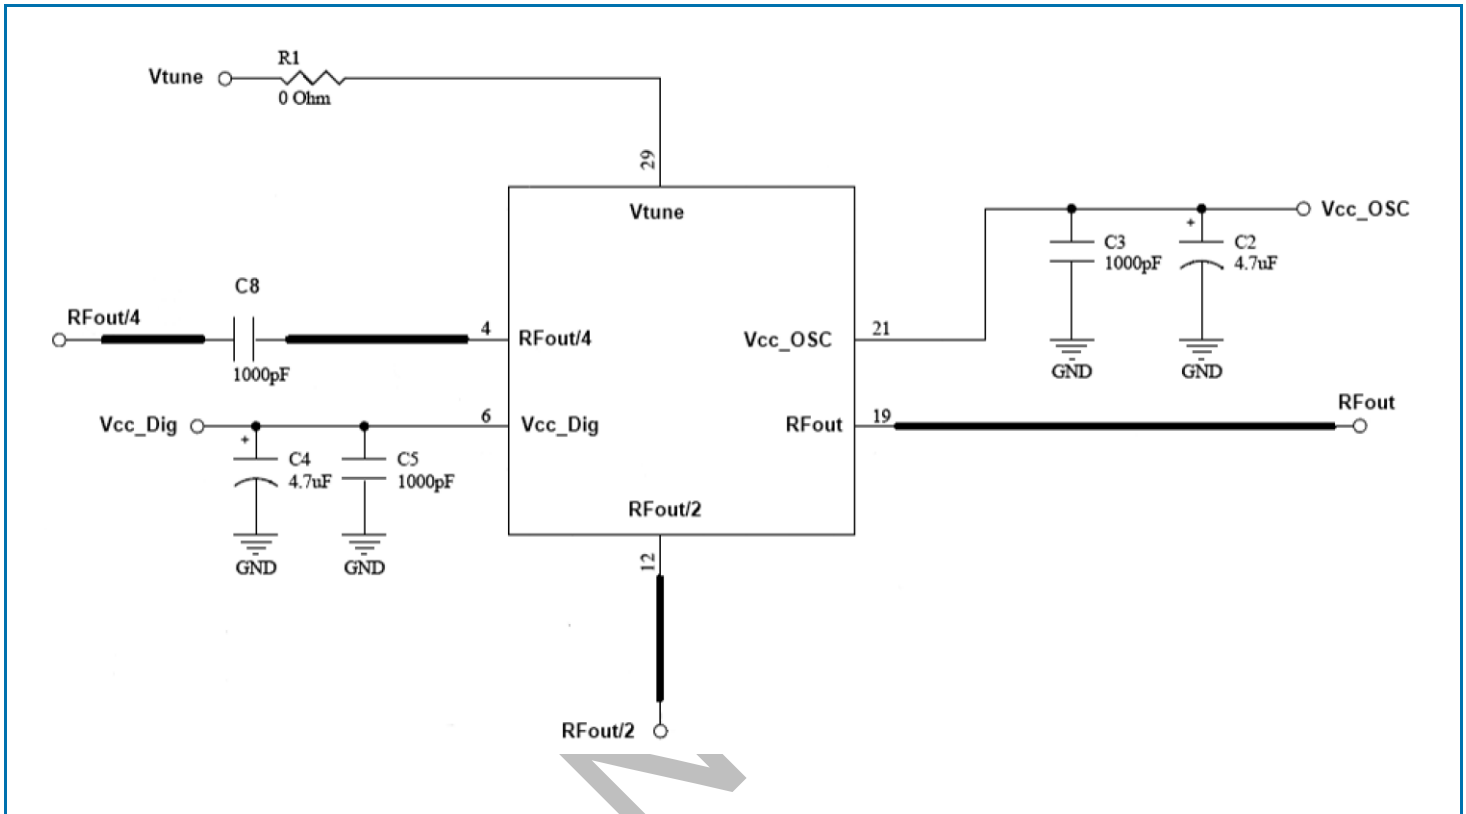 R1
Vtune
0 Ohm
29
Vtune
Vcc_OSC
+
C3
1000pF
C2
4.7uF
C8
RFout/4
4
RFout/4
1000pF
Vcc_OSC
21
GND
GND
RFout
Vcc_Dig
6
Vcc_Dig
RFout
19
+
C4
4.7uF
C5
1000pF
RFout/2
GND
GND
12
RFout/2